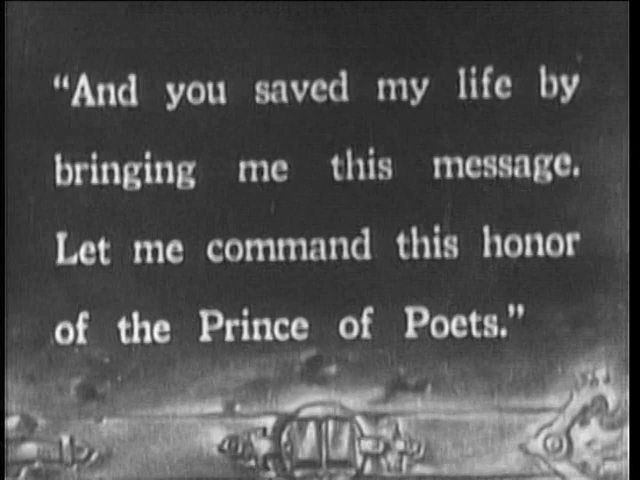 “And you saved my life by
bringing me this message.
Let me command this honor
of the Prince of Poets.”